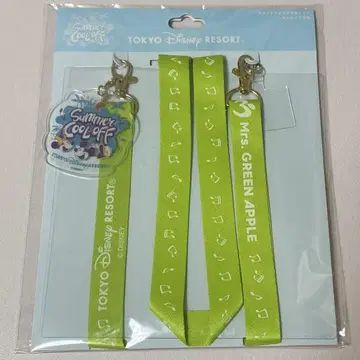 SUMMER
COOL OFF
TOKYO Disney RESORT
SUMMER
COOL OFF
TOKYO Disney RESORT®
© DISNEY
Mrs. GREEN APPLE